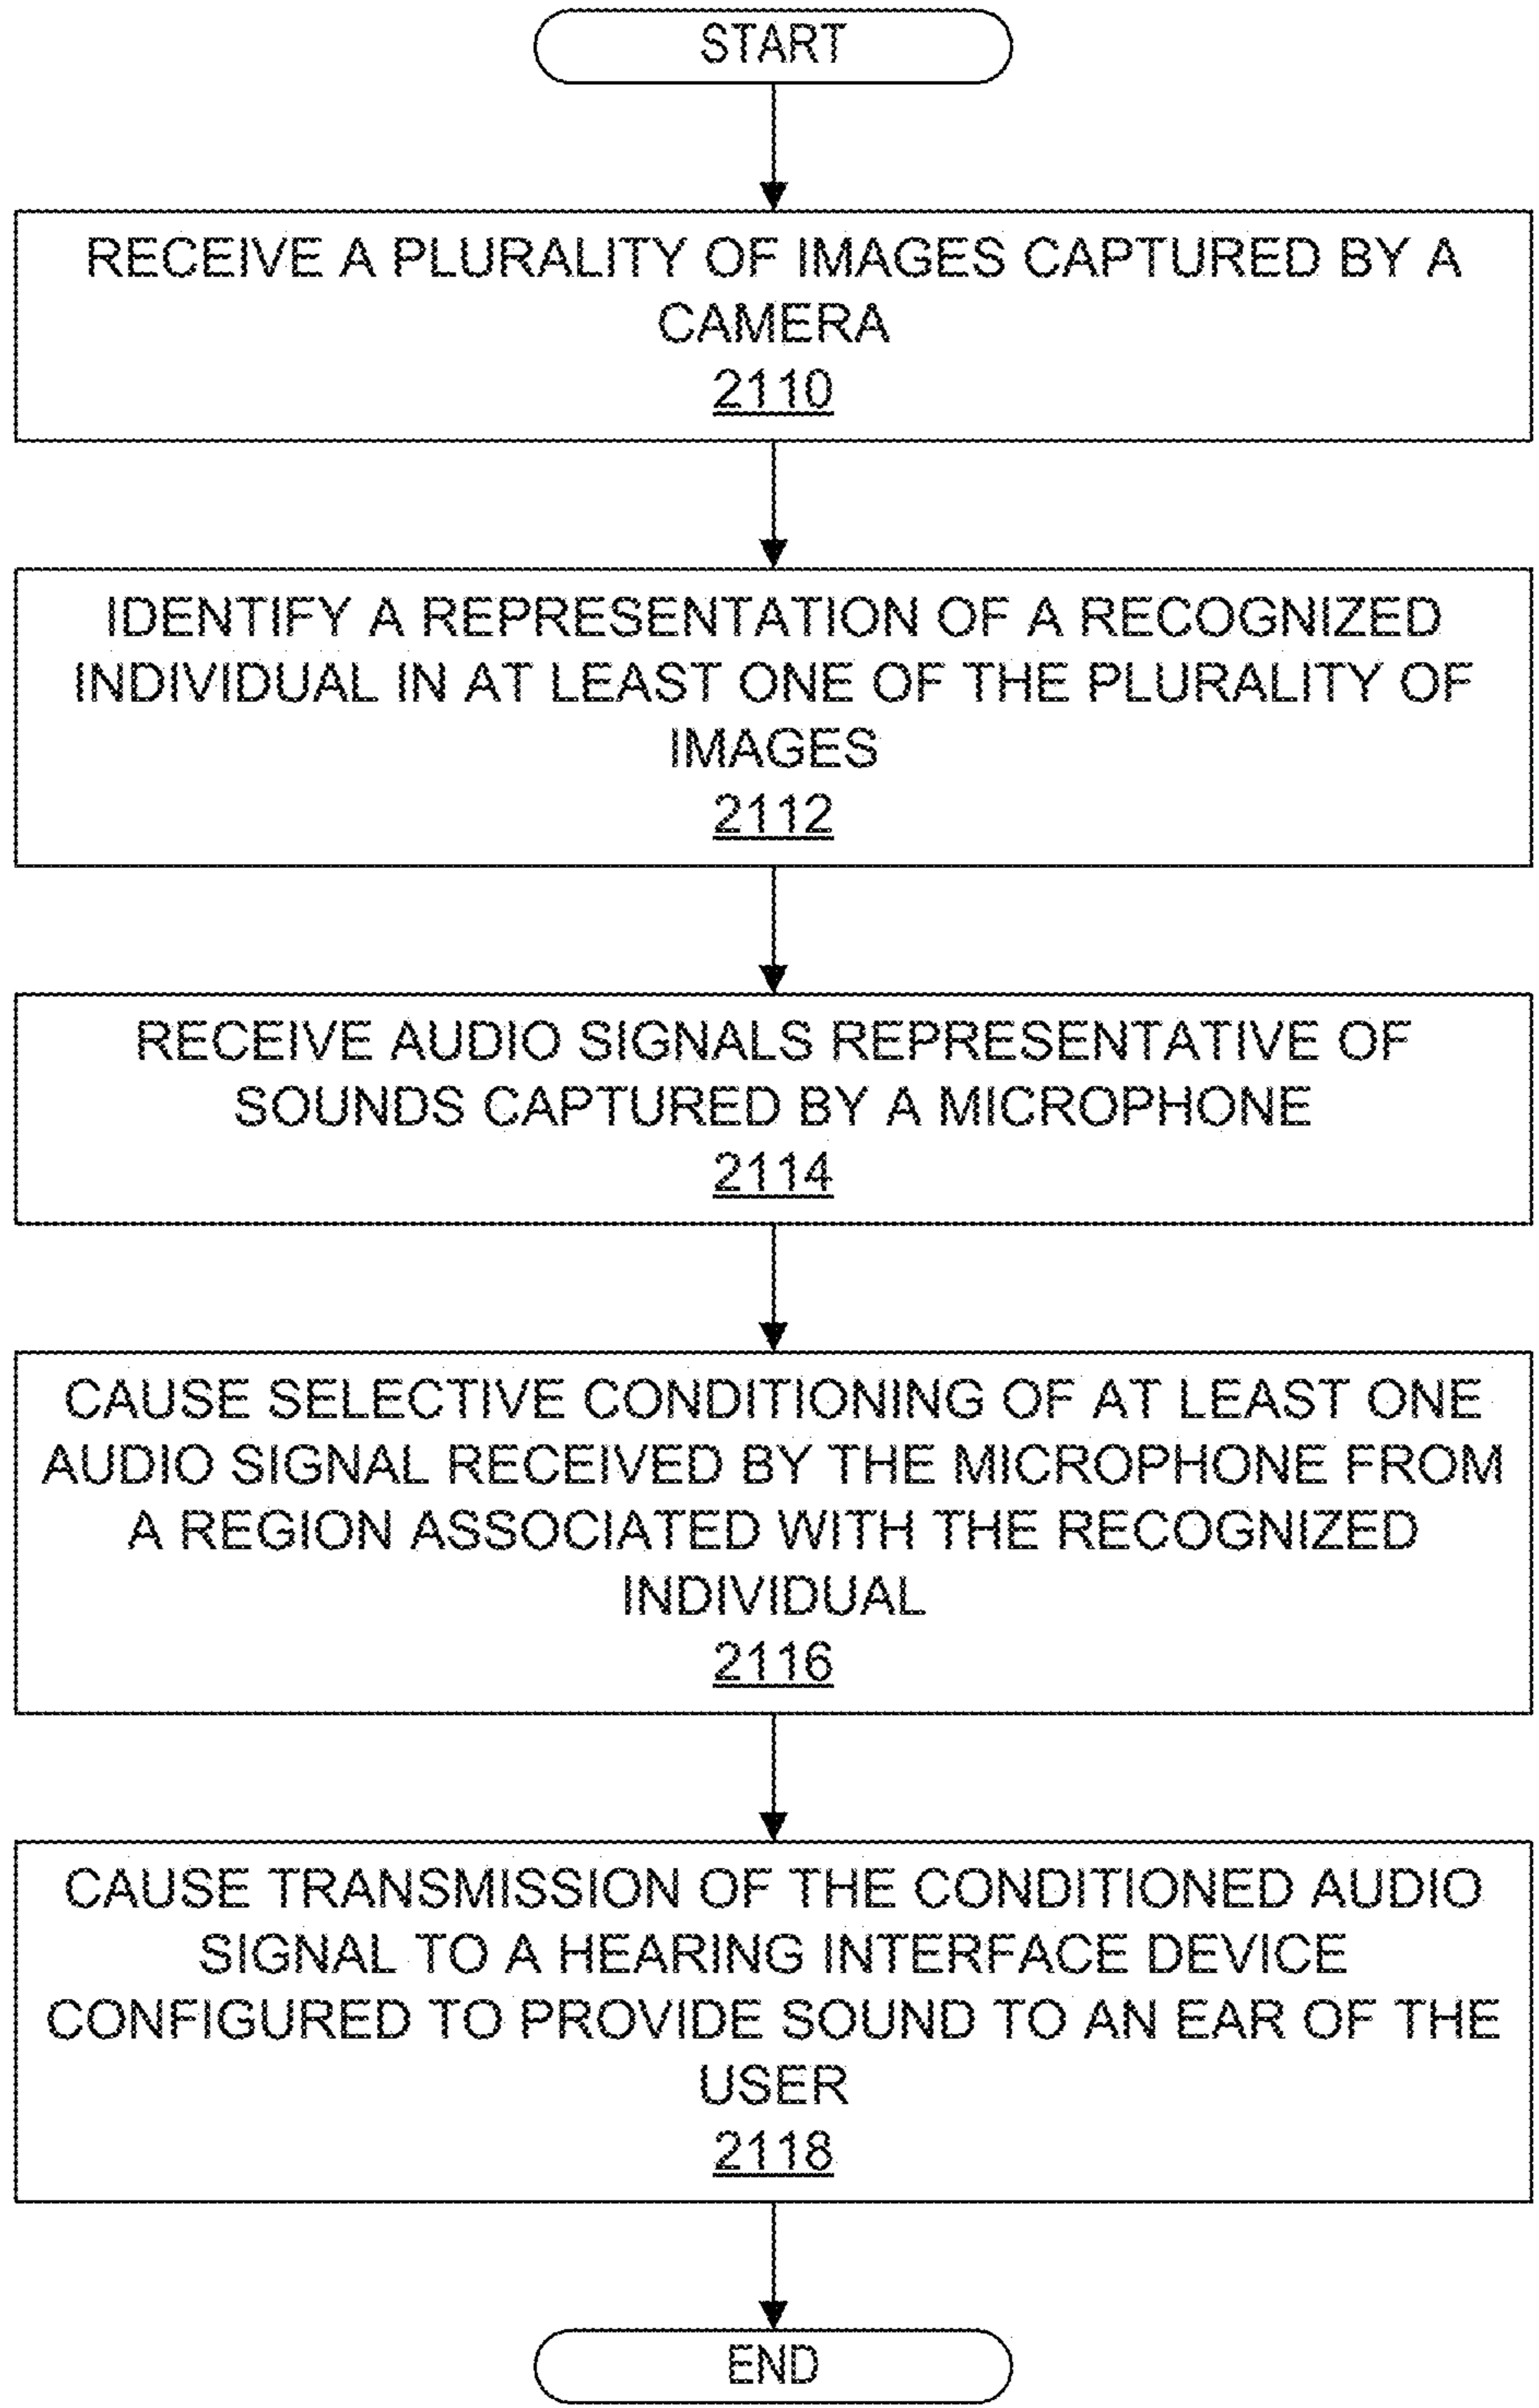 START
RECEIVE A PLURALITY OF IMAGES CAPTURED BY A
CAMERA
2110
IDENTIFY A REPRESENTATION OF A RECOGNIZED
INDIVIDUAL IN AT LEAST ONE OF THE PLURALITY OF
IMAGES
2112
RECEIVE AUDIO SIGNALS REPRESENTATIVE OF
SOUNDS CAPTURED BY A MICROPHONE
2114
CAUSE SELECTIVE CONDITIONING OF AT LEAST ONE
AUDIO SIGNAL RECEIVED BY THE MICROPHONE FROM
A REGION ASSOCIATED WITH THE RECOGNIZED
INDIVIDUAL
2116
CAUSE TRANSMISSION OF THE CONDITIONED AUDIO
SIGNAL TO A HEARING INTERFACE DEVICE
CONFIGURED TO PROVIDE SOUND TO AN EAR OF THE
USER
2118
END